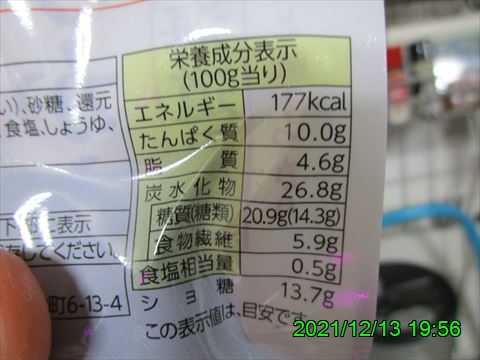 栄養成分表示
(100g当り)
い)、砂糖、還元
食塩、しょうゆ、
エネルギー 177kcal
たんぱく質 10.0g
脂質 4.6g
炭水化物 26.8g
糖質(糖類) 20.9g(14.3g)
食物繊維 5.9g
食塩相当量 0.5g
ショ糖 13.7g
この表示値は、目安です
表示
してください。
町6-13-4
2021/12/13 19:56